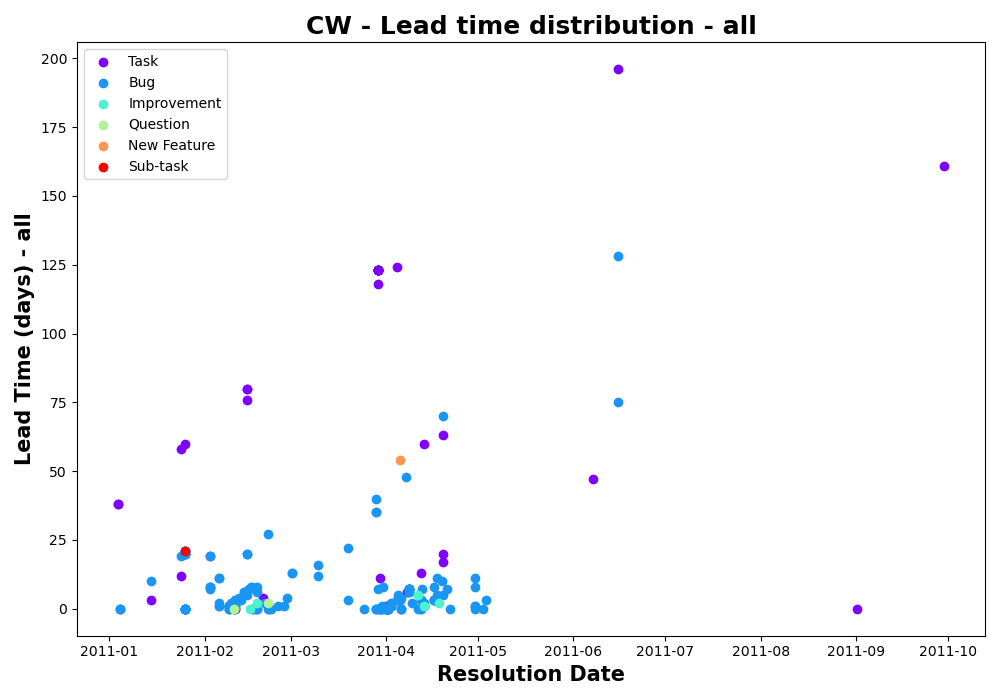 CW - Lead time distribution - all
Task
Bug
Improvement
Question
New Feature
Sub-task
Lead Time (days) - all
200
175
150
125
100
75
50
25
0
2011-01 2011-02 2011-03 2011-04 2011-05 2011-06 2011-07 2011-08 2011-09 2011-10
Resolution Date